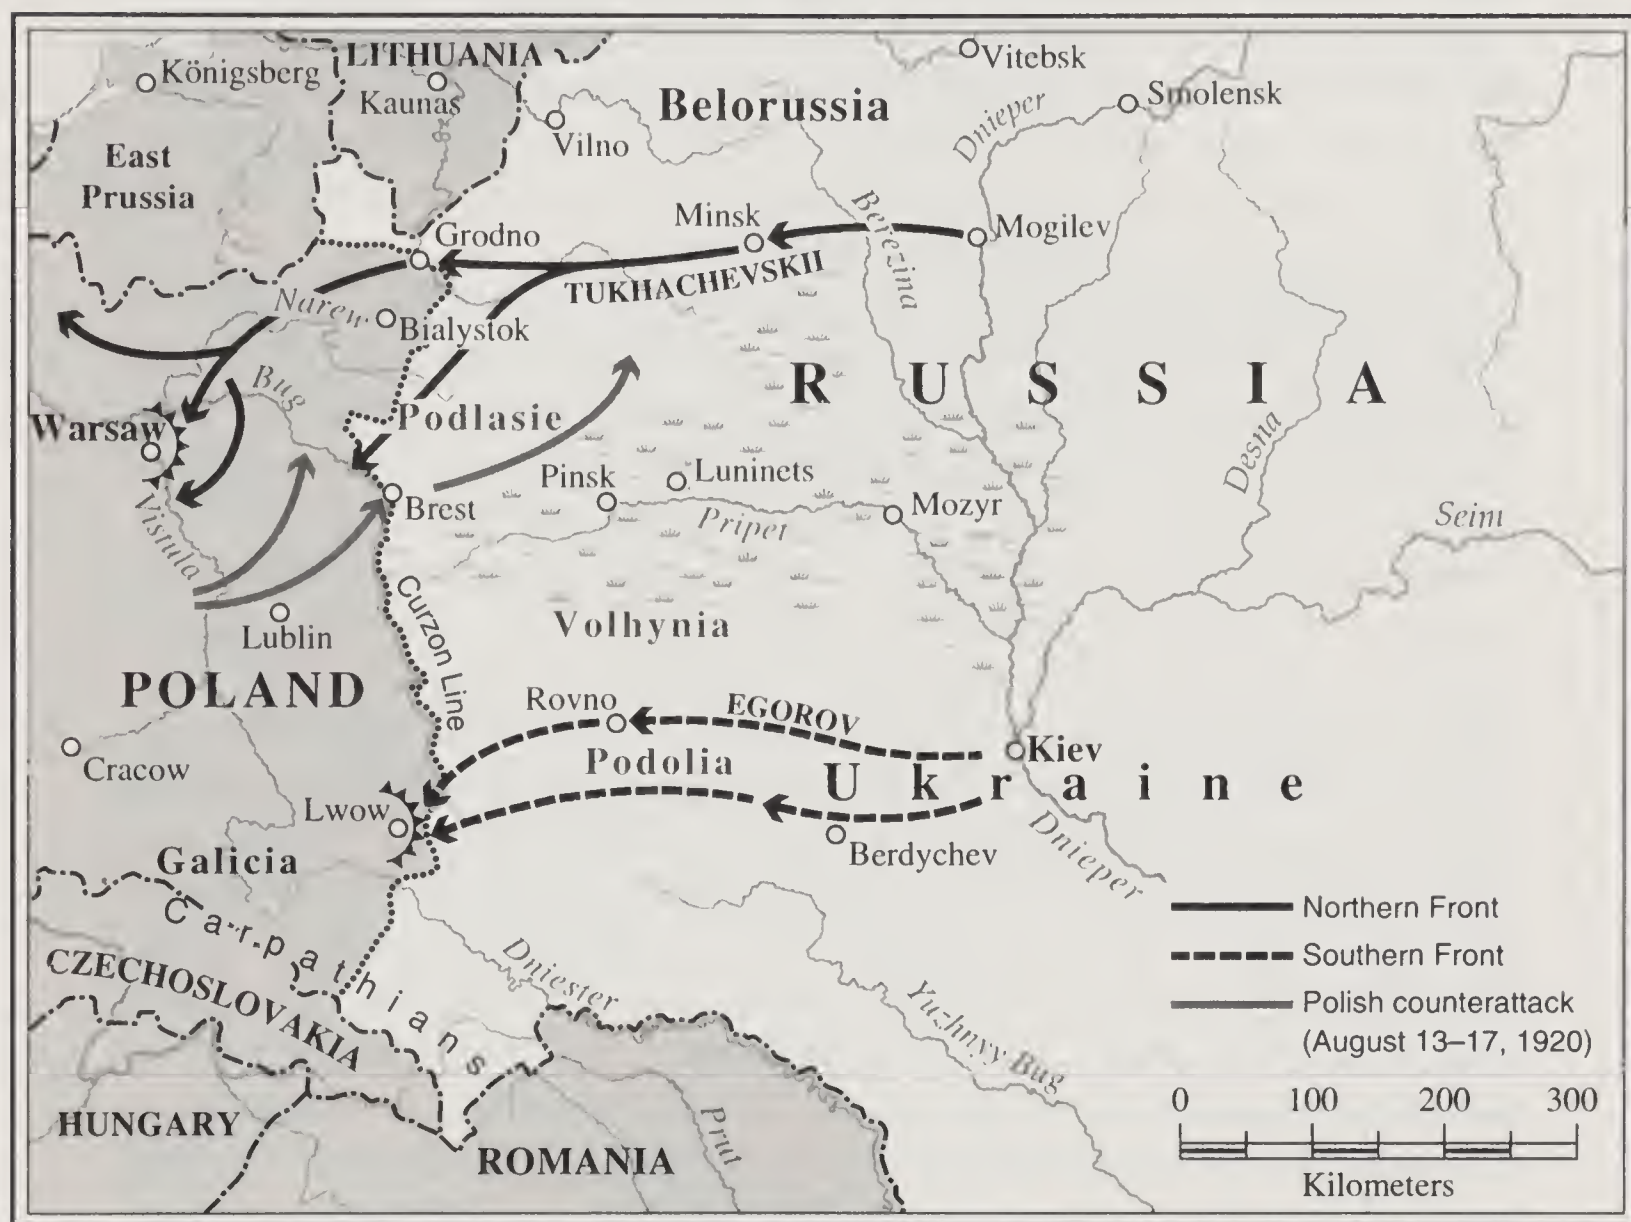 LITHUANIA
Vitebsk
Königsberg
Kaunas
Belorussia
Dnieper
Smolensk
Vilno
East
Prussia
Minsk
Berezina
Mogilev
Grodno
TUKHACHEVSKII
Narew
Bialystok
Bug
RUSSIA
Podlasie
Warsaw
Desna
Pinsk
Luninets
Brest
Pripet
Mozyr
Seim
Vistula
Curzon Line
Lublin
Volhynia
POLAND
Rovno
EGOROV
Cracow
Podolia
Kiev
Ukraine
Lwow
Berdychev
Dnieper
Galicia
Carpathians
CZECHOSLOVAKIA
Dniester
Yuzhnyy Bug
HUNGARY
ROMANIA
Prut
Northern Front
Southern Front
Polish counterattack
(August 13–17, 1920)
0 100 200 300
Kilometers